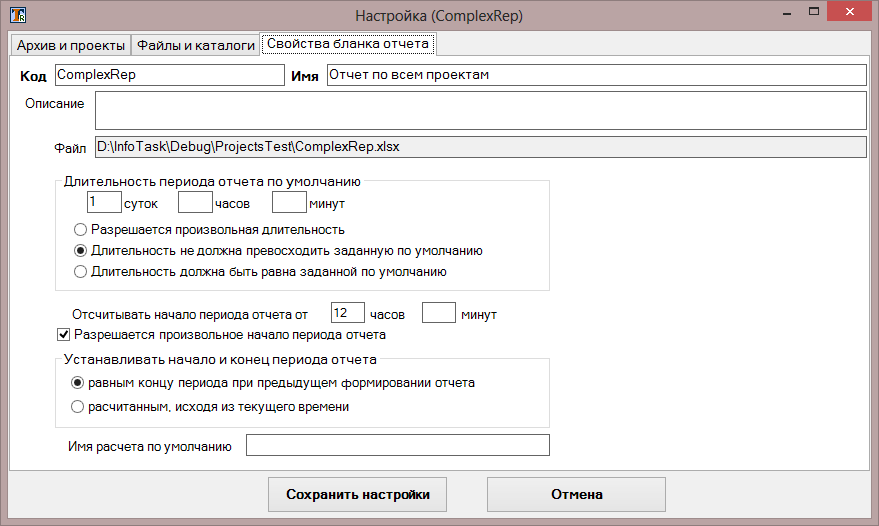 Настройка (ComplexRep)
Архив и проекты Файлы и каталоги Свойства бланка отчета
Код ComplexRep Имя Отчет по всем проектам
Описание
Файл D:\InfoTask\Debug\ProjectsTest\ComplexRep.xlsx
Длительность периода отчета по умолчанию
1 суток часов минут
Разрешается произвольная длительность
Длительность не должна превосходить заданную по умолчанию
Длительность должна быть равна заданной по умолчанию
Отсчитывать начало периода отчета от 12 часов минут
Разрешается произвольное начало периода отчета
Устанавливать начало и конец периода отчета
равным концу периода при предыдущем формировании отчета
расчитанным, исходя из текущего времени
Имя расчета по умолчанию
Сохранить настройки Отмена